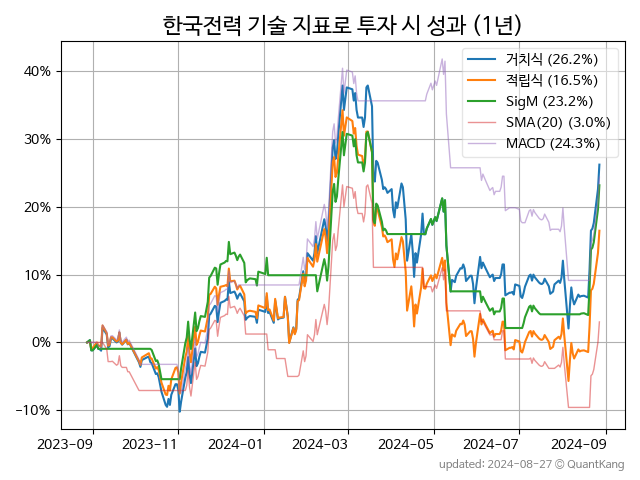 한국전력 기술 지표로 투자 시 성과 (1년)
거치식 (26.2%)
적립식 (16.5%)
SigM (23.2%)
SMA(20) (3.0%)
MACD (24.3%)
40%
30%
20%
10%
0%
−10%
2023-09 2023-11 2024-01 2024-03 2024-05 2024-07 2024-09
updated: 2024-08-27 © QuantKang